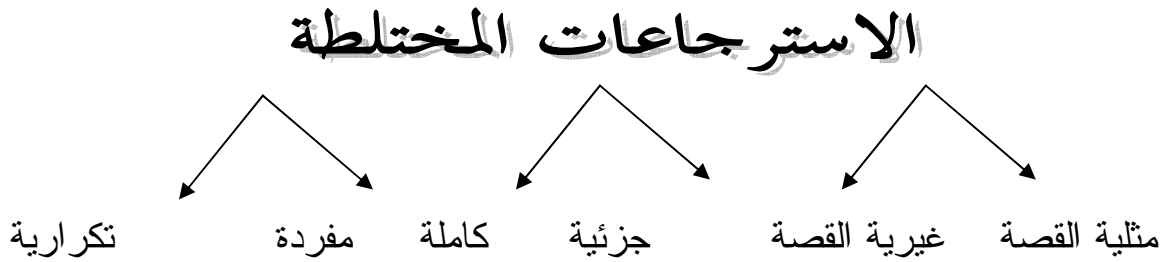 الاسترجاعات المختلطة
مثلية القصة غيرية القصة جزئية كاملة مفردة تكرارية